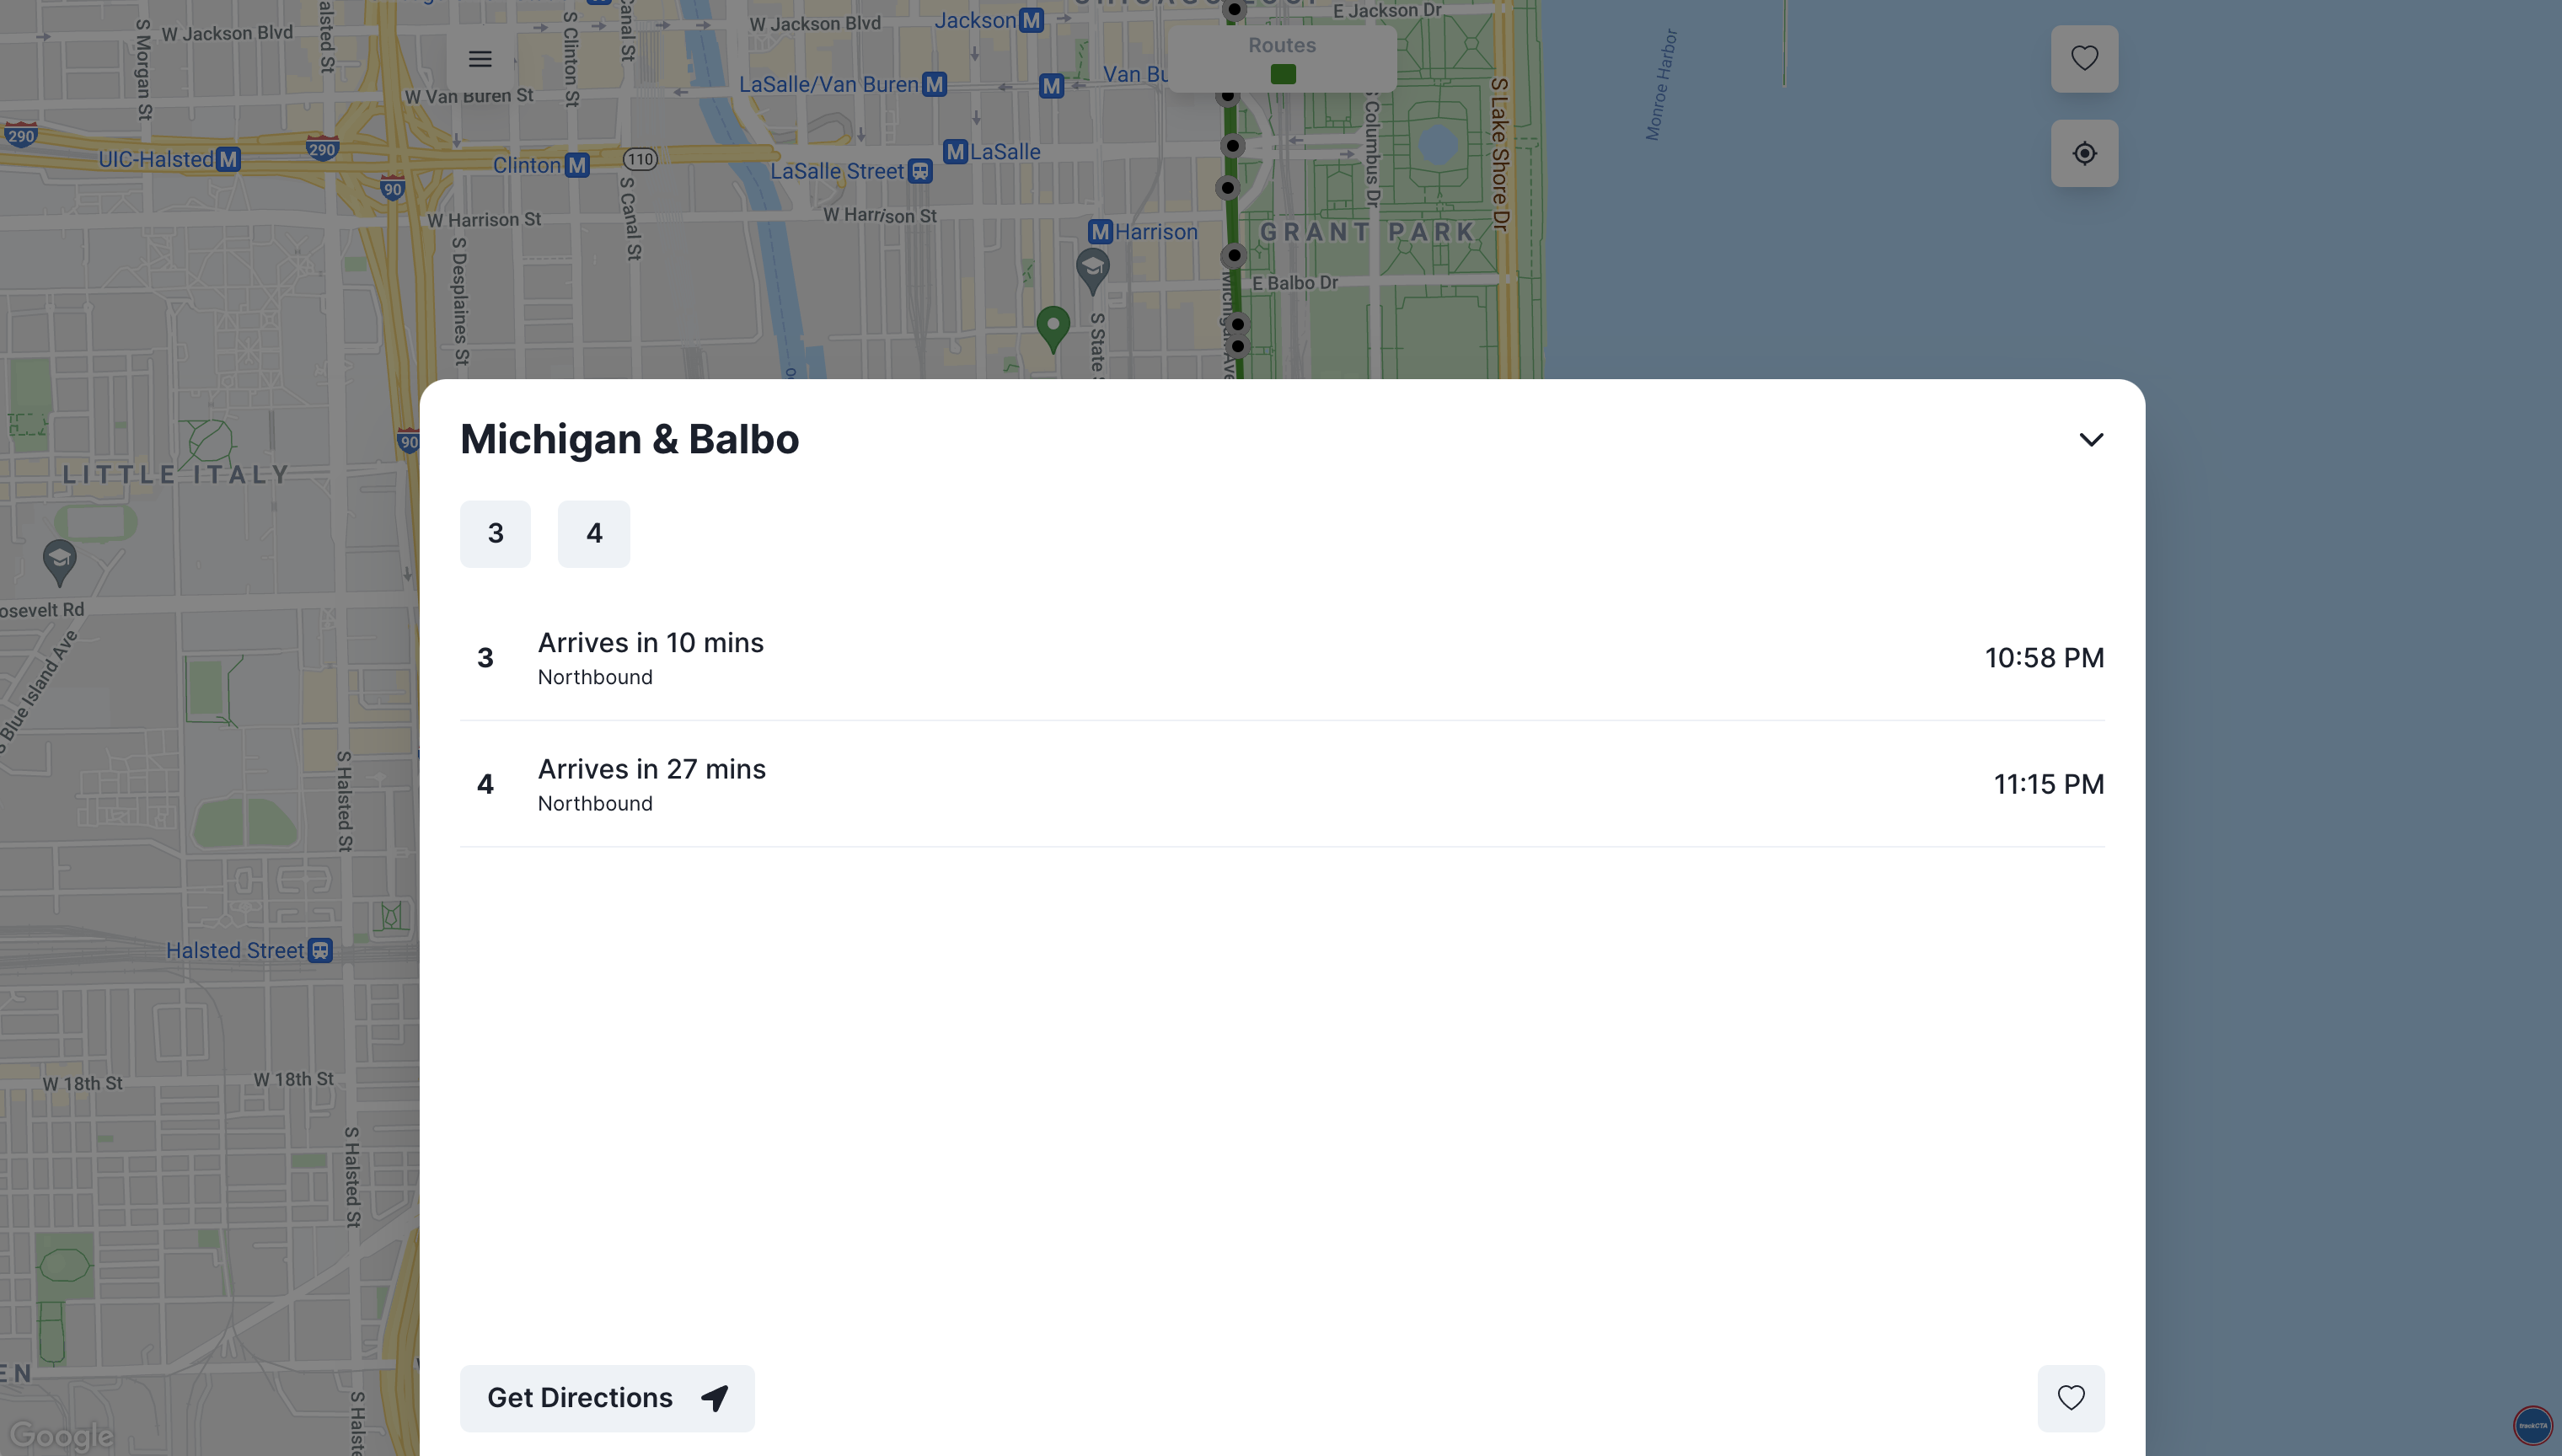 E Jackson Dr
W Jackson Blvd
W Jackson Blvd
Jackson M
S Morgan St
S Clinton St
Canal St
Halsted St
Routes
LaSalle/Van Buren M
M
Van Bu
W Van Buren St
Monroe Harbor
S Lake Shore Dr
S Columbus Dr
290
290
UIC-Halsted M
Clinton M
110
M LaSalle
LaSalle Street
90
W Harrison St
W Harrison St
S Canal St
M Harrison
GRANT PARK
S Desplaines St
E Balbo Dr
Michigan Ave
S State S
90
LITTLE ITALY
osevelt Rd
S Blue Island Ave
S Halsted St
Halsted Street
W 18th St
W 18th St
S Halsted St
EN
S Halste
Google
Michigan & Balbo
3
4
3
Arrives in 10 mins
Northbound
10:58 PM
4
Arrives in 27 mins
Northbound
11:15 PM
Get Directions
trackCTA